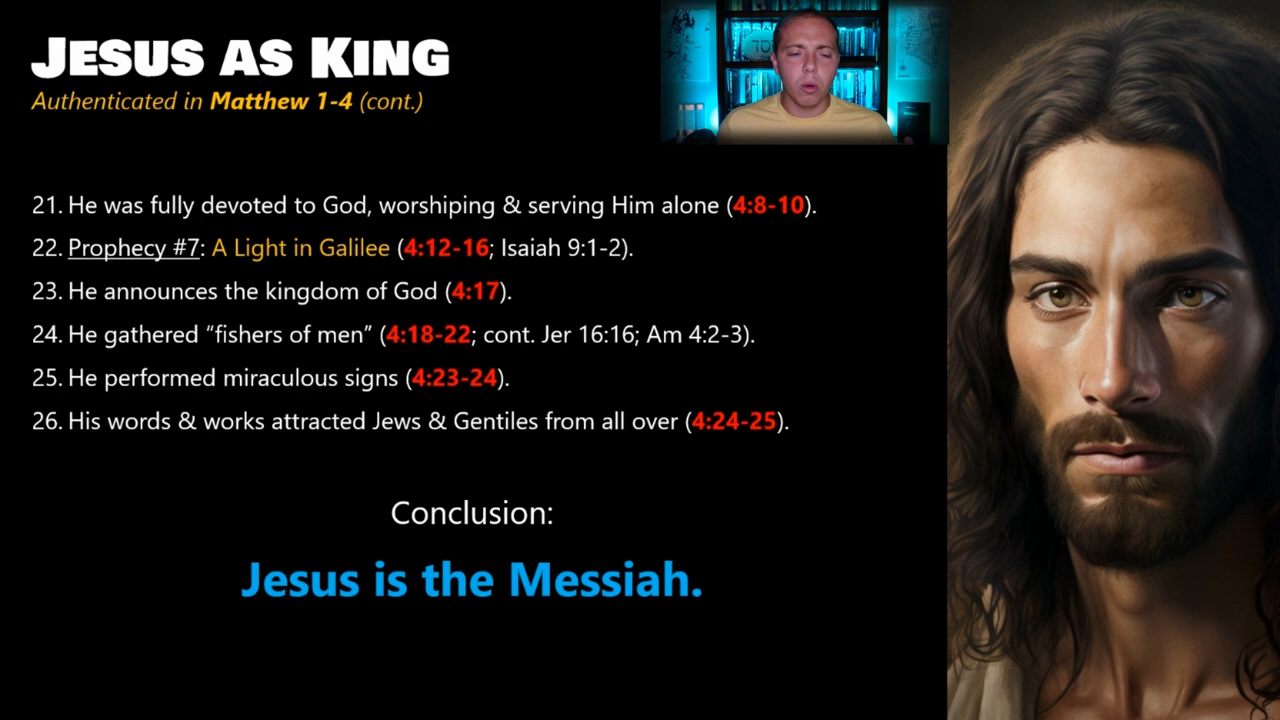 JESUS AS KING
Authenticated in Matthew 1-4 (cont.)
21. He was fully devoted to God, worshiping & serving Him alone (4:8-10).
22. Prophecy #7: A Light in Galilee (4:12-16; Isaiah 9:1-2).
23. He announces the kingdom of God (4:17).
24. He gathered “fishers of men” (4:18-22; cont. Jer 16:16; Am 4:2-3).
25. He performed miraculous signs (4:23-24).
26. His words & works attracted Jews & Gentiles from all over (4:24-25).
Conclusion:
Jesus is the Messiah.